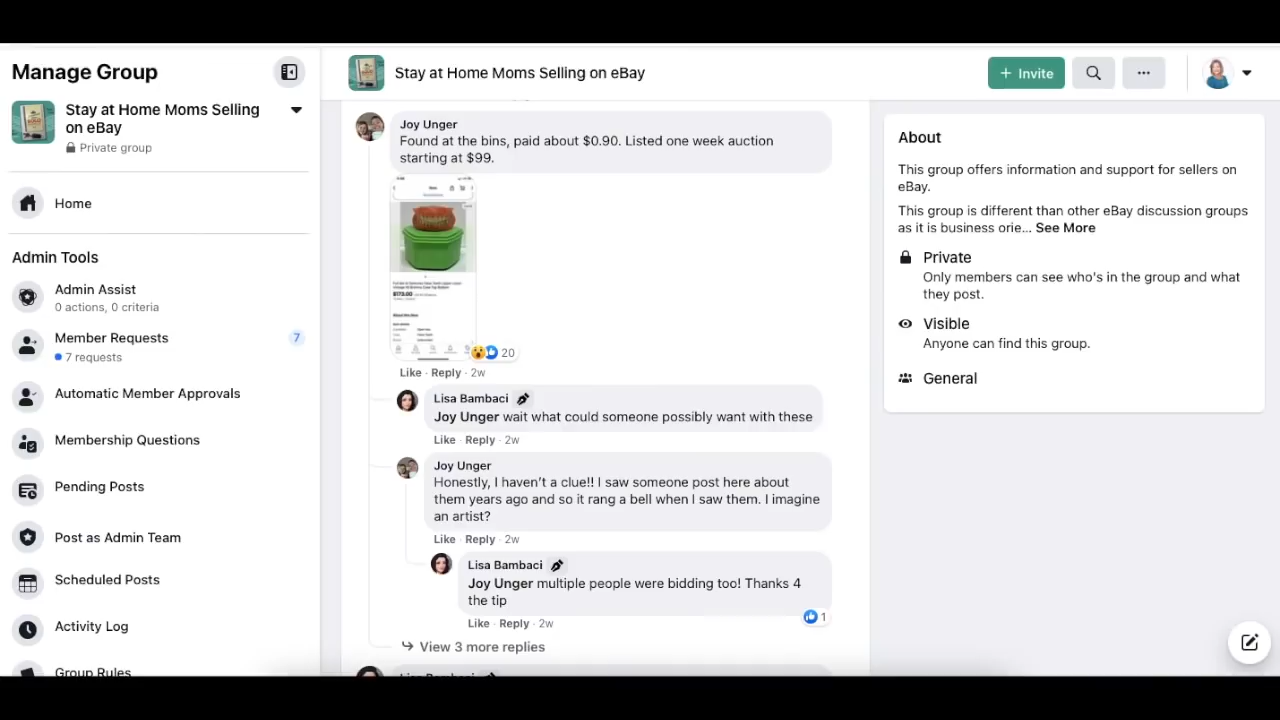 Manage Group
Stay at Home Moms Selling
on eBay
Private group
Home
Admin Tools
Admin Assist
0 actions, 0 criteria
Member Requests
7
7 requests
Automatic Member Approvals
Membership Questions
Pending Posts
Post as Admin Team
Scheduled Posts
Activity Log
Group Rules
Stay at Home Moms Selling on eBay
+ Invite
Joy Unger
Found at the bins, paid about $0.90. Listed one week auction
starting at $99.
20
Like · Reply · 2w
Lisa Bambaci
Joy Unger wait what could someone possibly want with these
Like · Reply · 2w
Joy Unger
Honestly, I haven't a clue!! I saw someone post here about
them years ago and so it rang a bell when I saw them. I imagine
an artist?
Like · Reply · 2w
Lisa Bambaci
Joy Unger multiple people were bidding too! Thanks 4
the tip
1
Like · Reply · 2w
View 3 more replies
Lisa Bambaci
About
This group offers information and support for sellers on
eBay.
This group is different than other eBay discussion groups
as it is business orie... See More
Private
Only members can see who's in the group and what
they post.
Visible
Anyone can find this group.
General